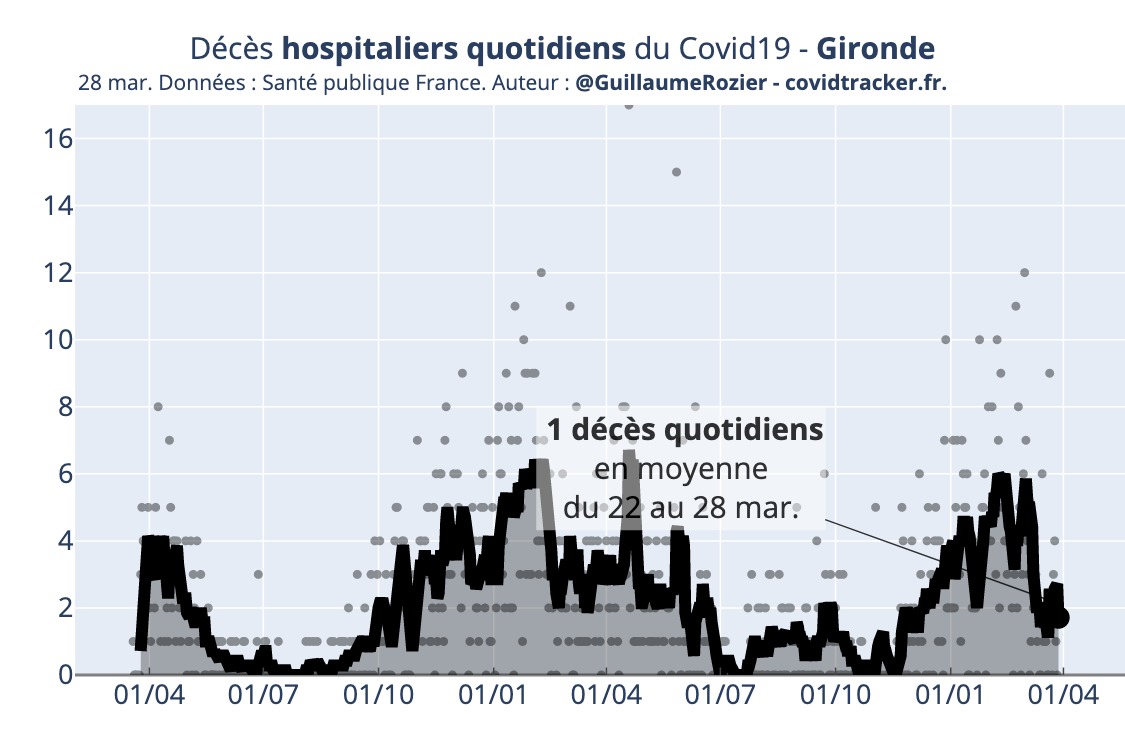 Décès hospitaliers quotidiens du Covid19 - Gironde
28 mar. Données : Santé publique France. Auteur : @GuillaumeRozier - covidtracker.fr.
16
14
12
10
8
6
4
2
0
1 décès quotidiens
en moyenne
du 22 au 28 mar.
01/04 01/07 01/10 01/01 01/04 01/07 01/10 01/01 01/04